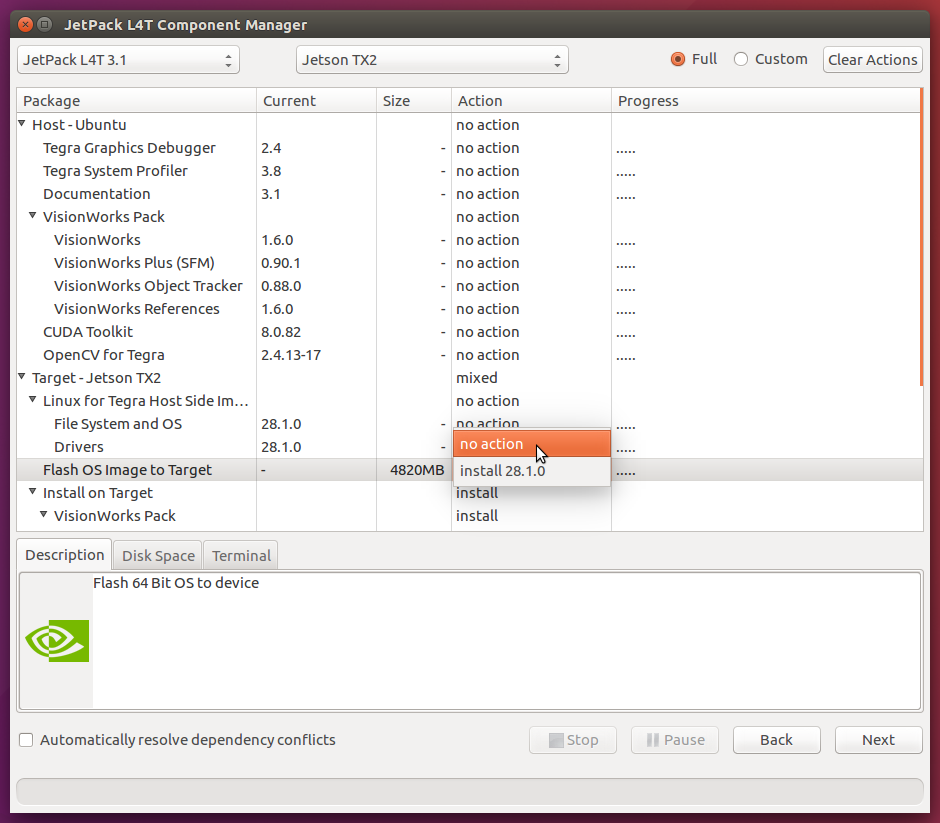 JetPack L4T Component Manager
JetPack L4T 3.1 Jetson TX2 Full Custom Clear Actions
Package Current Size Action Progress
Host - Ubuntu no action
Tegra Graphics Debugger 2.4 - no action .....
Tegra System Profiler 3.8 - no action .....
Documentation 3.1 - no action .....
VisionWorks Pack no action
VisionWorks 1.6.0 - no action .....
VisionWorks Plus (SFM) 0.90.1 - no action .....
VisionWorks Object Tracker 0.88.0 - no action .....
VisionWorks References 1.6.0 - no action .....
CUDA Toolkit 8.0.82 - no action .....
OpenCV for Tegra 2.4.13-17 - no action .....
Target - Jetson TX2 mixed
Linux for Tegra Host Side Im... no action
File System and OS 28.1.0 - no action .....
Drivers 28.1.0 - no action .....
Flash OS Image to Target - 4820MB install 28.1.0 .....
Install on Target install
VisionWorks Pack install
Description Disk Space Terminal
Flash 64 Bit OS to device
Automatically resolve dependency conflicts Stop Pause Back Next